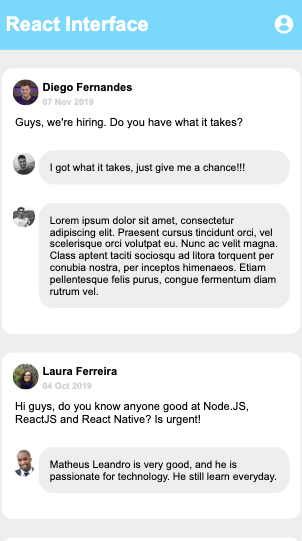 React Interface
Diego Fernandes
07 Nov 2019
Guys, we're hiring. Do you have what it takes?
I got what it takes, just give me a chance!!!
Lorem ipsum dolor sit amet, consectetur
adipiscing elit. Praesent cursus tincidunt orci, vel
scelerisque orci volutpat eu. Nunc ac velit magna.
Class aptent taciti sociosqu ad litora torquent per
conubia nostra, per inceptos himenaeos. Etiam
pellentesque felis purus, congue fermentum diam
rutrum vel.
Laura Ferreira
04 Oct 2019
Hi guys, do you know anyone good at Node.JS,
ReactJS and React Native? Is urgent!
Matheus Leandro is very good, and he is
passionate for technology. He still learn everyday.